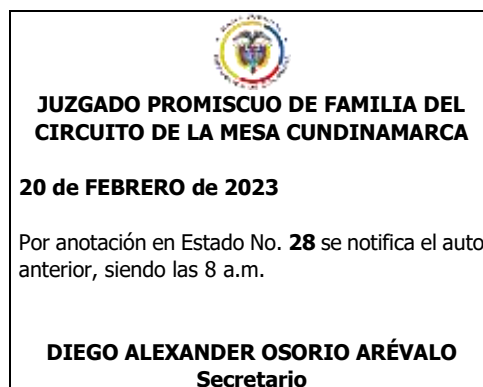 JUZGADO PROMISCUO DE FAMILIA DEL
CIRCUITO DE LA MESA CUNDINAMARCA
20 de FEBRERO de 2023
Por anotación en Estado No. 28 se notifica el auto
anterior, siendo las 8 a.m.
DIEGO ALEXANDER OSORIO ARÉVALO
Secretario